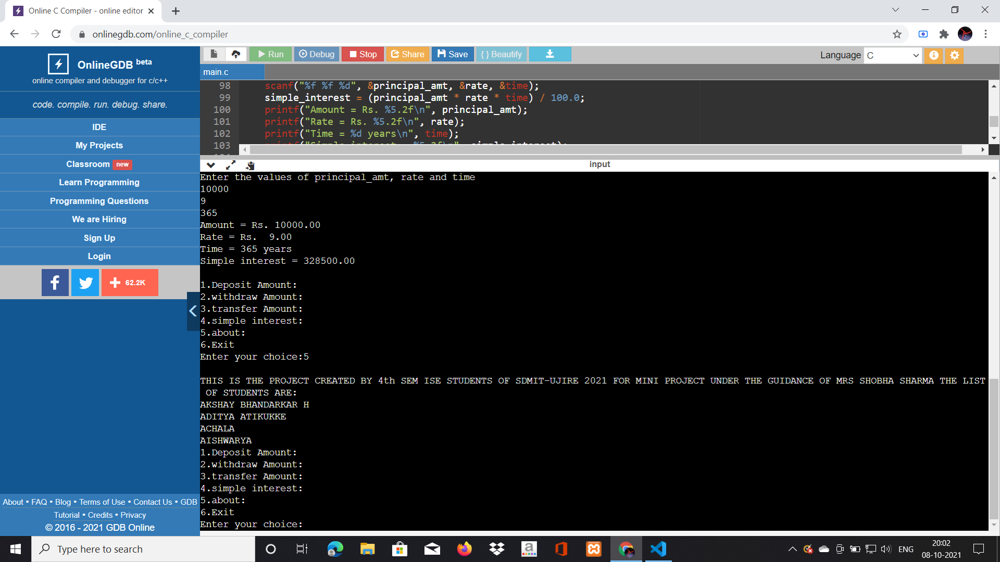 Online C Compiler - online editor
onlinegdb.com/online_c_compiler
OnlineGDB beta
online compiler and debugger for c/c++
code. compile. run. debug. share.
IDE
My Projects
Classroom new
Learn Programming
Programming Questions
We are Hiring
Sign Up
Login
62.2K
About • FAQ • Blog • Terms of Use • Contact Us • GDB
Tutorial • Credits • Privacy
© 2016 - 2021 GDB Online
Run Debug Stop Share Save {} Beautify
Language C
main.c
98 scanf("%f %f %d", &principal_amt, &rate, &time);
99 simple_interest = (principal_amt * rate * time) / 100.0;
100 printf("Amount = Rs. %5.2f\n", principal_amt);
101 printf("Rate = Rs. %5.2f\n", rate);
102 printf("Time = %d years\n", time);
103
input
Enter the values of principal_amt, rate and time
10000
9
365
Amount = Rs. 10000.00
Rate = Rs.  9.00
Time = 365 years
Simple interest = 328500.00
1.Deposit Amount:
2.withdraw Amount:
3.transfer Amount:
4.simple interest:
5.about:
6.Exit
Enter your choice:5
THIS IS THE PROJECT CREATED BY 4th SEM ISE STUDENTS OF SDMIT-UJIRE 2021 FOR MINI PROJECT UNDER THE GUIDANCE OF MRS SHOBHA SHARMA THE LIST
OF STUDENTS ARE:
AKSHAY BHANDARKAR H
ADITYA ATIKUKKE
ACHALA
AISHWARYA
1.Deposit Amount:
2.withdraw Amount:
3.transfer Amount:
4.simple interest:
5.about:
6.Exit
Enter your choice:
Type here to search
ENG
20:02
08-10-2021